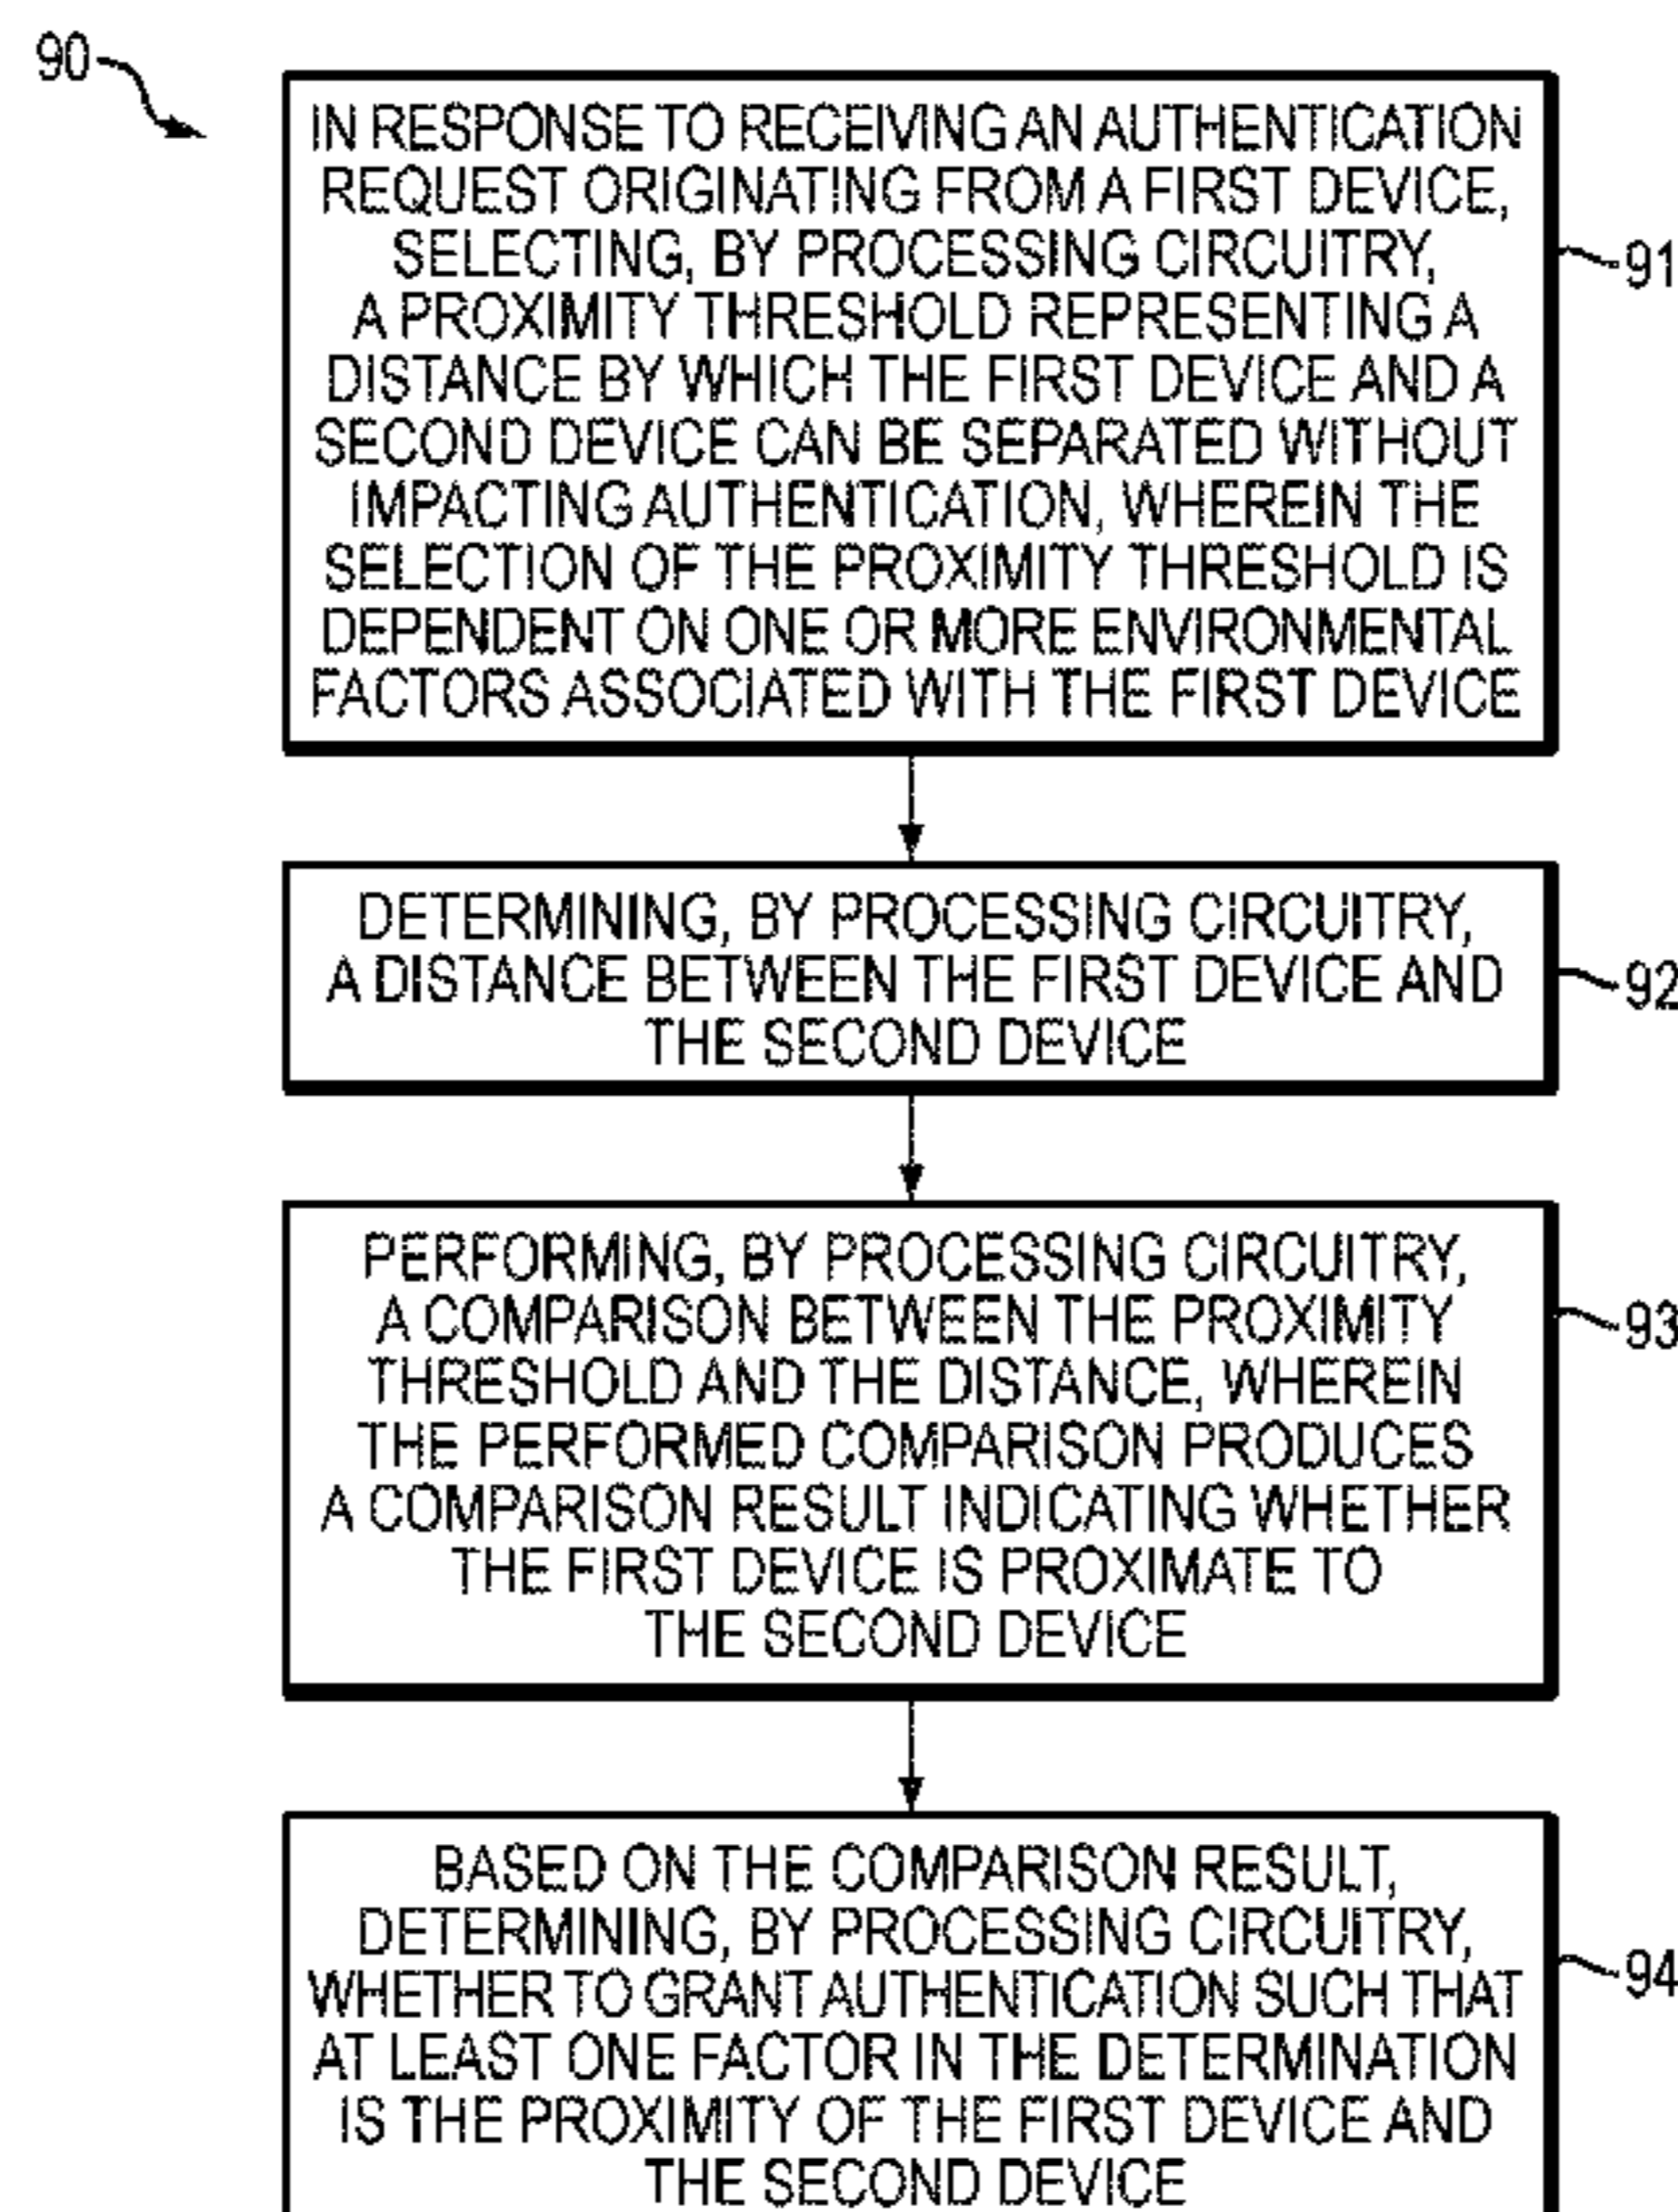 90
IN RESPONSE TO RECEIVING AN AUTHENTICATION
REQUEST ORIGINATING FROM A FIRST DEVICE,
SELECTING, BY PROCESSING CIRCUITRY,
A PROXIMITY THRESHOLD REPRESENTING A
DISTANCE BY WHICH THE FIRST DEVICE AND A
SECOND DEVICE CAN BE SEPARATED WITHOUT
IMPACTING AUTHENTICATION, WHEREIN THE
SELECTION OF THE PROXIMITY THRESHOLD IS
DEPENDENT ON ONE OR MORE ENVIRONMENTAL
FACTORS ASSOCIATED WITH THE FIRST DEVICE
91
DETERMINING, BY PROCESSING CIRCUITRY,
A DISTANCE BETWEEN THE FIRST DEVICE AND
THE SECOND DEVICE
92
PERFORMING, BY PROCESSING CIRCUITRY,
A COMPARISON BETWEEN THE PROXIMITY
THRESHOLD AND THE DISTANCE, WHEREIN
THE PERFORMED COMPARISON PRODUCES
A COMPARISON RESULT INDICATING WHETHER
THE FIRST DEVICE IS PROXIMATE TO
THE SECOND DEVICE
93
BASED ON THE COMPARISON RESULT,
DETERMINING, BY PROCESSING CIRCUITRY,
WHETHER TO GRANT AUTHENTICATION SUCH THAT
AT LEAST ONE FACTOR IN THE DETERMINATION
IS THE PROXIMITY OF THE FIRST DEVICE AND
THE SECOND DEVICE
94